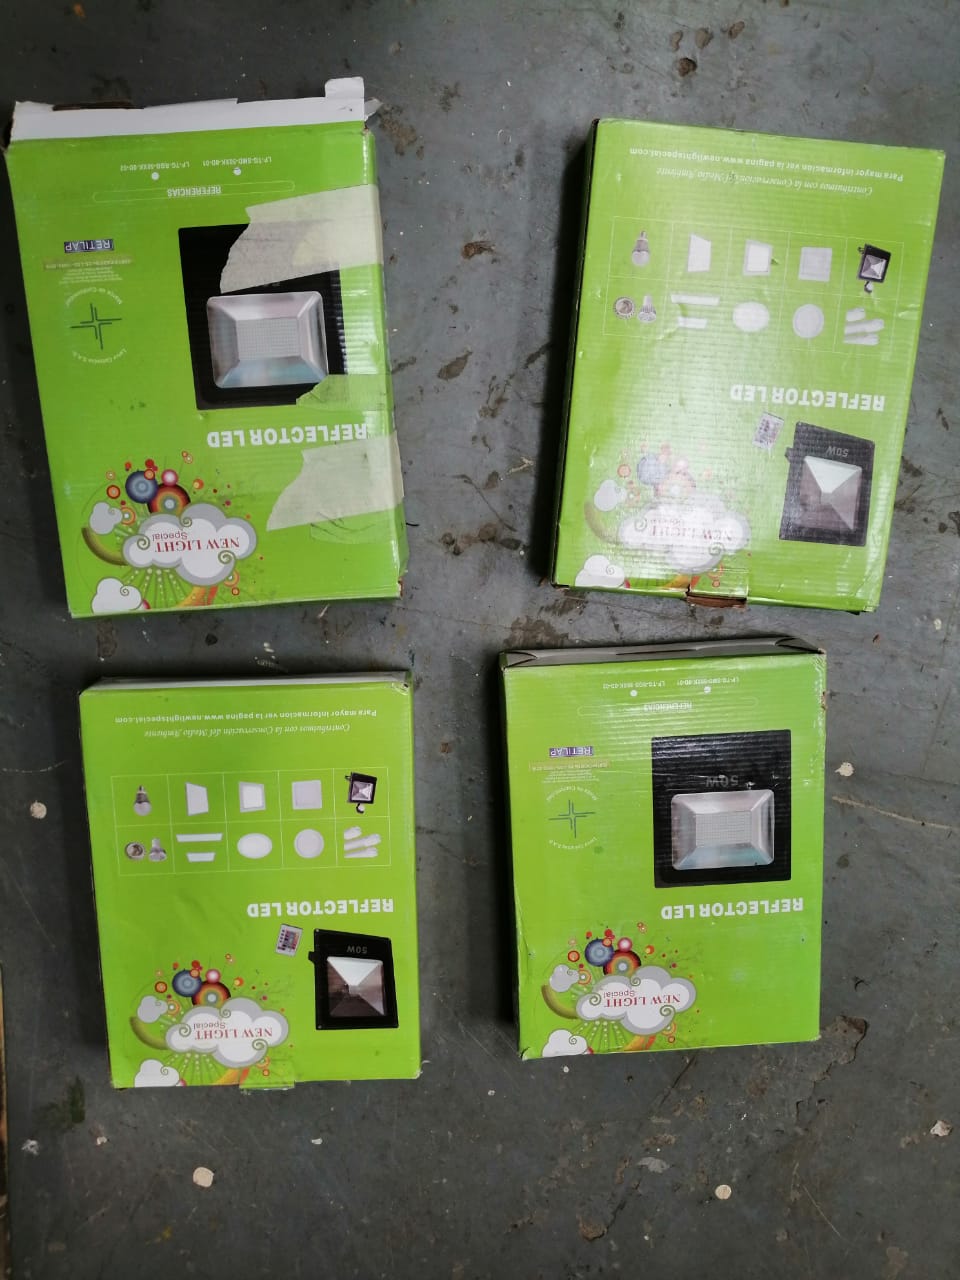 NEW LIGHT
Special
REFLECTOR LED
RETILAP
REFERENCIAS
NEW LIGHT
Special
REFLECTOR LED
50W
Contribuimos con la Conservación del Medio Ambiente
Para mayor informacion ver la pagina www.newlightspecial.com
NEW LIGHT
Special
REFLECTOR LED
50W
Contribuimos con la Conservación del Medio Ambiente
Para mayor informacion ver la pagina www.newlightspecial.com
NEW LIGHT
Special
REFLECTOR LED
50W
RETILAP
REFERENCIAS